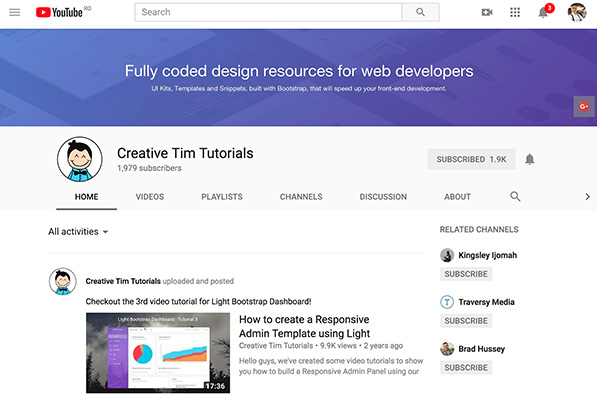 YouTube RO
Search
3
Fully coded design resources for web developers
UI Kits, Templates and Snippets, built with Bootstrap, that will speed up your front-end development.
G+
Creative Tim Tutorials
1,979 subscribers
SUBSCRIBED 1.9K
HOME VIDEOS PLAYLISTS CHANNELS DISCUSSION ABOUT
All activities
Creative Tim Tutorials uploaded and posted
Checkout the 3rd video tutorial for Light Bootstrap Dashboard!
Light Bootstrap Dashboard - Tutorial 3
17:36
How to create a Responsive
Admin Template using Light
Creative Tim Tutorials • 9.9K views • 2 years ago
Hello guys, we've created some video tutorials to show
you how to build a Responsive Admin Panel using our
RELATED CHANNELS
Kingsley Ijomah
SUBSCRIBE
Traversy Media
SUBSCRIBE
Brad Hussey
SUBSCRIBE